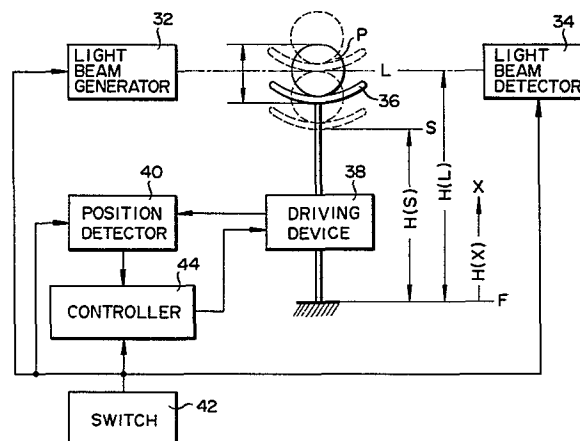 32
LIGHT
BEAM
GENERATOR
P
L
36
34
LIGHT
BEAM
DETECTOR
S
40
POSITION
DETECTOR
38
DRIVING
DEVICE
H(S)
H(L)
X
H(X)
F
44
CONTROLLER
SWITCH
42